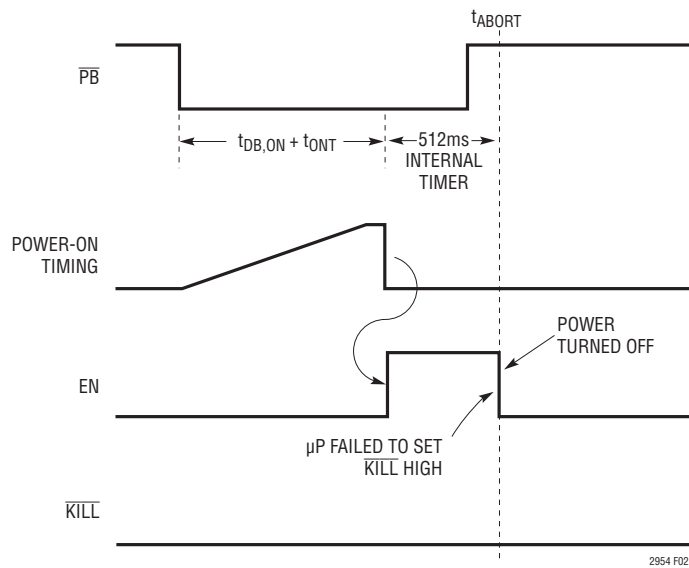 tABORT
PB
tDB,ON + tONT
512ms
INTERNAL
TIMER
POWER-ON
TIMING
POWER
TURNED OFF
EN
µP FAILED TO SET
KILL HIGH
KILL
2954 F02